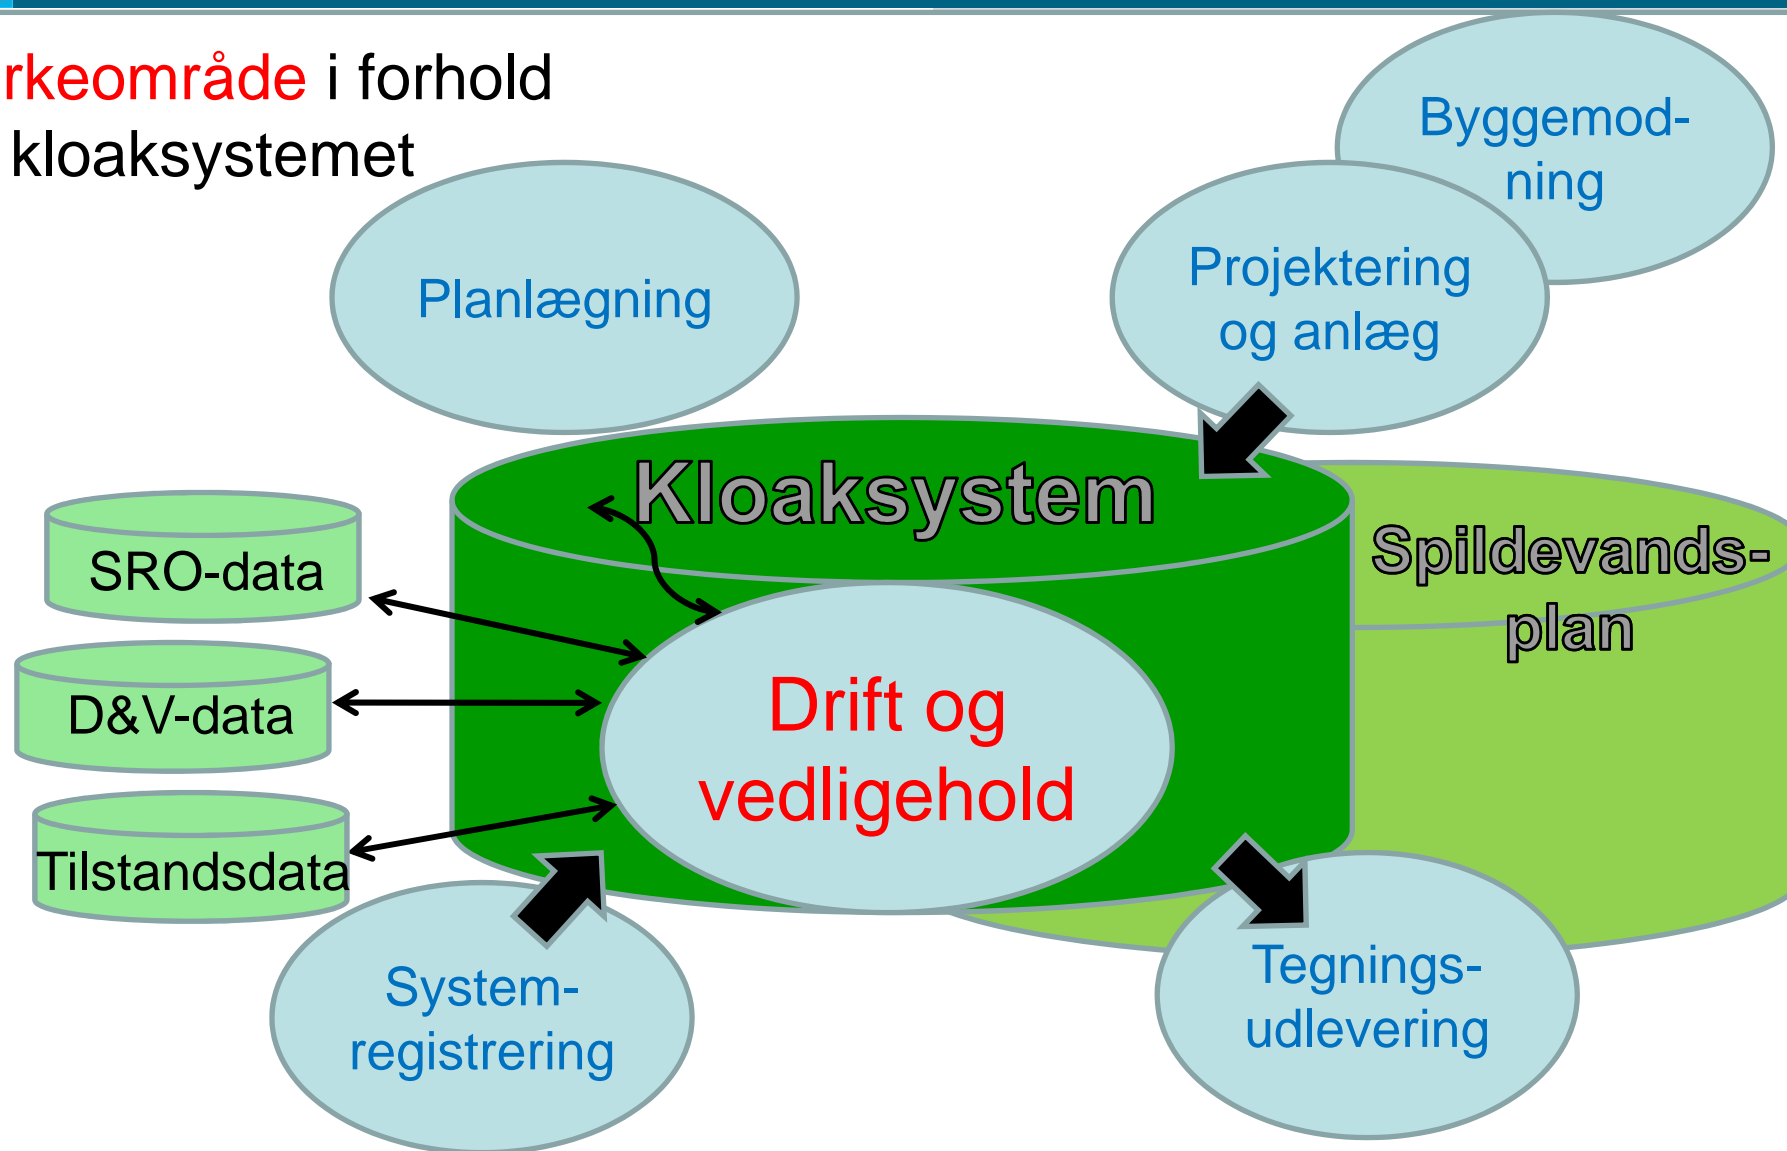 rkeområde i forhold
kloaksystemet
Byggemod-
ning
Planlægning
Projektering
og anlæg
Kloaksystem
Spildevands-
plan
SRO-data
D&V-data
Tilstandsdata
Drift og
vedligehold
System-
registrering
Tegnings-
udlevering